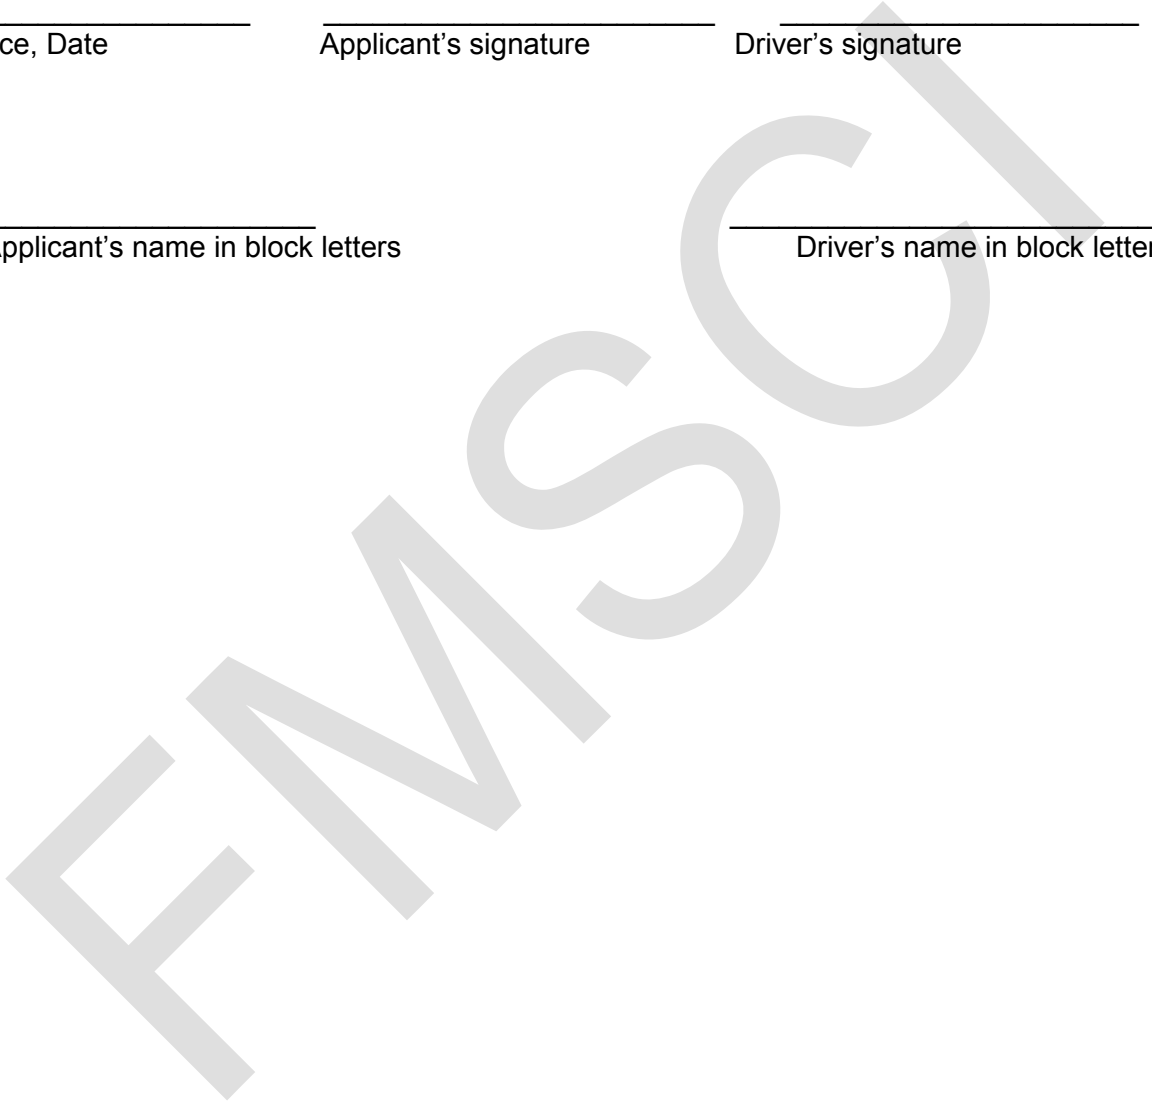 ce, Date Applicant’s signature Driver’s signature
pplicant’s name in block letters Driver’s name in block letter
FMSCI